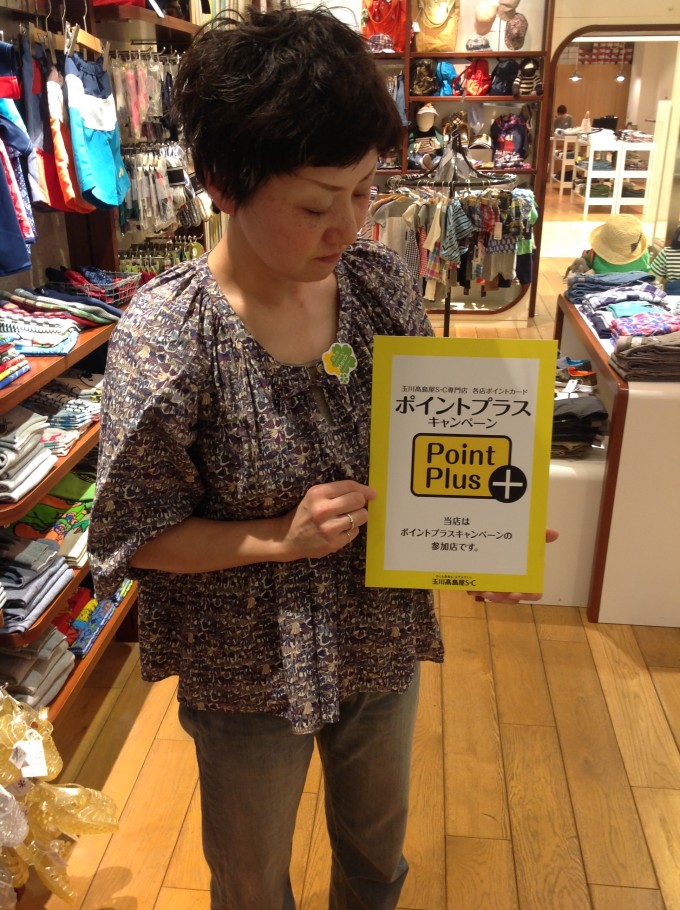 玉川髙島屋S・C専門店 各店ポイントカード
ポイントプラス
キャンペーン
Point
Plus +
当店は
ポイントプラスキャンペーンの
参加店です。
玉川髙島屋S・C